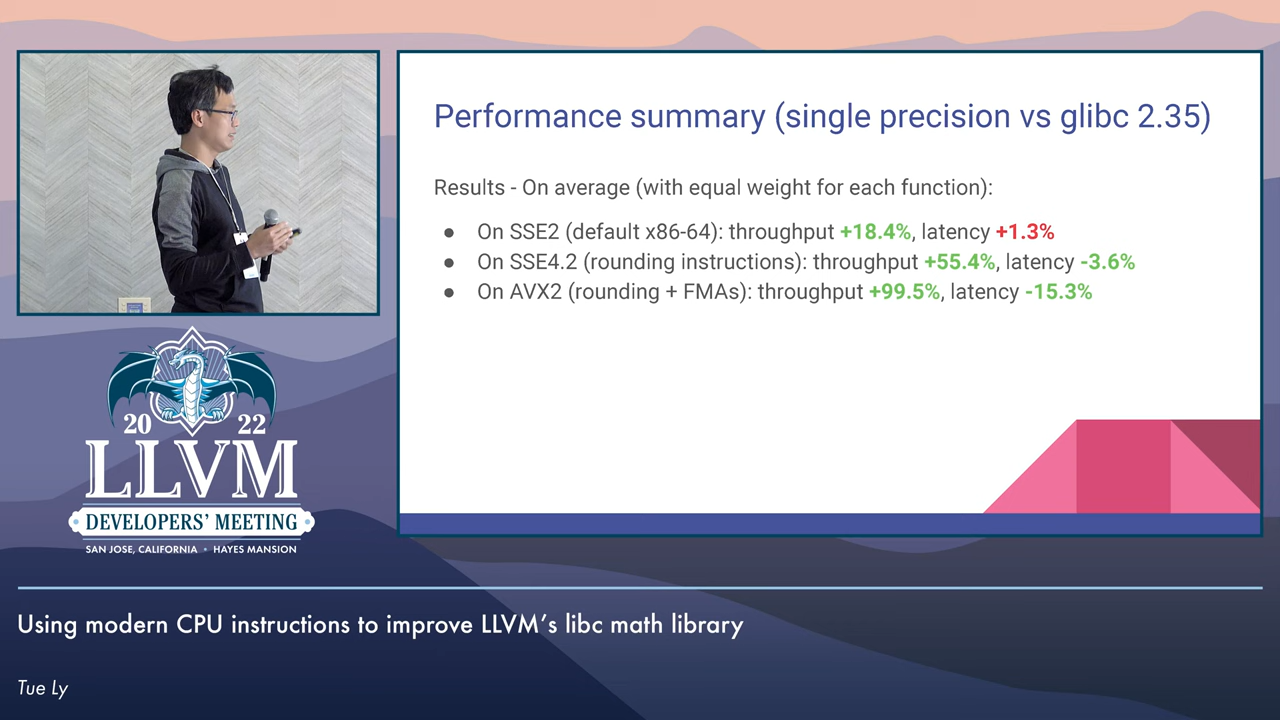 Performance summary (single precision vs glibc 2.35)
Results - On average (with equal weight for each function):
● On SSE2 (default x86-64): throughput +18.4%, latency +1.3%
● On SSE4.2 (rounding instructions): throughput +55.4%, latency -3.6%
● On AVX2 (rounding + FMAs): throughput +99.5%, latency -15.3%
20 22
LLVM
DEVELOPERS' MEETING
SAN JOSE, CALIFORNIA • HAYES MANSION
Using modern CPU instructions to improve LLVM's libc math library
Tue Ly